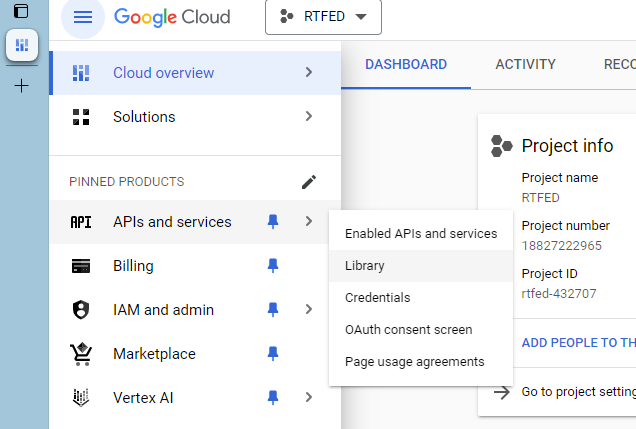 Google Cloud
RTFED
Cloud overview
Solutions
PINNED PRODUCTS
API APIs and services
Billing
IAM and admin
Marketplace
Vertex AI
Enabled APIs and services
Library
Credentials
OAuth consent screen
Page usage agreements
DASHBOARD
ACTIVITY
RECO
Project info
Project name
RTFED
Project number
18827222965
Project ID
rtfed-432707
ADD PEOPLE TO TH
Go to project setting